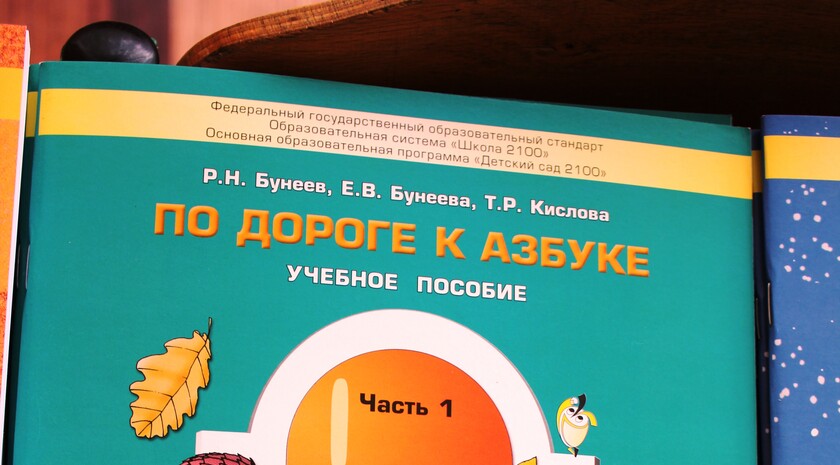 Федеральный государственный образовательный стандарт
Образовательная система «Школа 2100»
Основная образовательная программа «Детский сад 2100»
Р.Н. Бунеев, Е.В. Бунеева, Т.Р. Кислова
ПО ДОРОГЕ К АЗБУКЕ
УЧЕБНОЕ ПОСОБИЕ
Часть 1